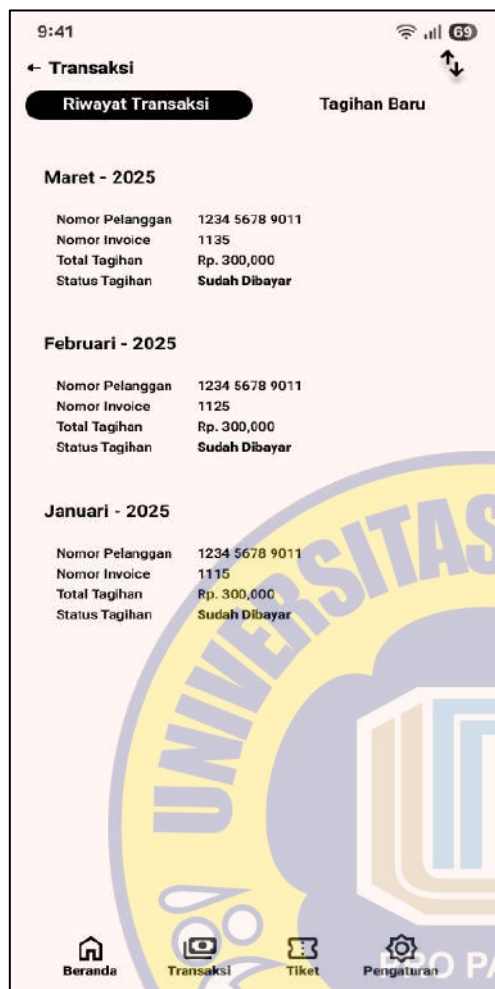 9:41
69
← Transaksi
Riwayat Transaksi Tagihan Baru
Maret - 2025
Nomor Pelanggan 1234 5678 9011
Nomor Invoice 1135
Total Tagihan Rp. 300,000
Status Tagihan Sudah Dibayar
Februari - 2025
Nomor Pelanggan 1234 5678 9011
Nomor Invoice 1125
Total Tagihan Rp. 300,000
Status Tagihan Sudah Dibayar
Januari - 2025
Nomor Pelanggan 1234 5678 9011
Nomor Invoice 1115
Total Tagihan Rp. 300,000
Status Tagihan Sudah Dibayar
UNIVERSITAS
Beranda Transaksi Tiket Pengaturan